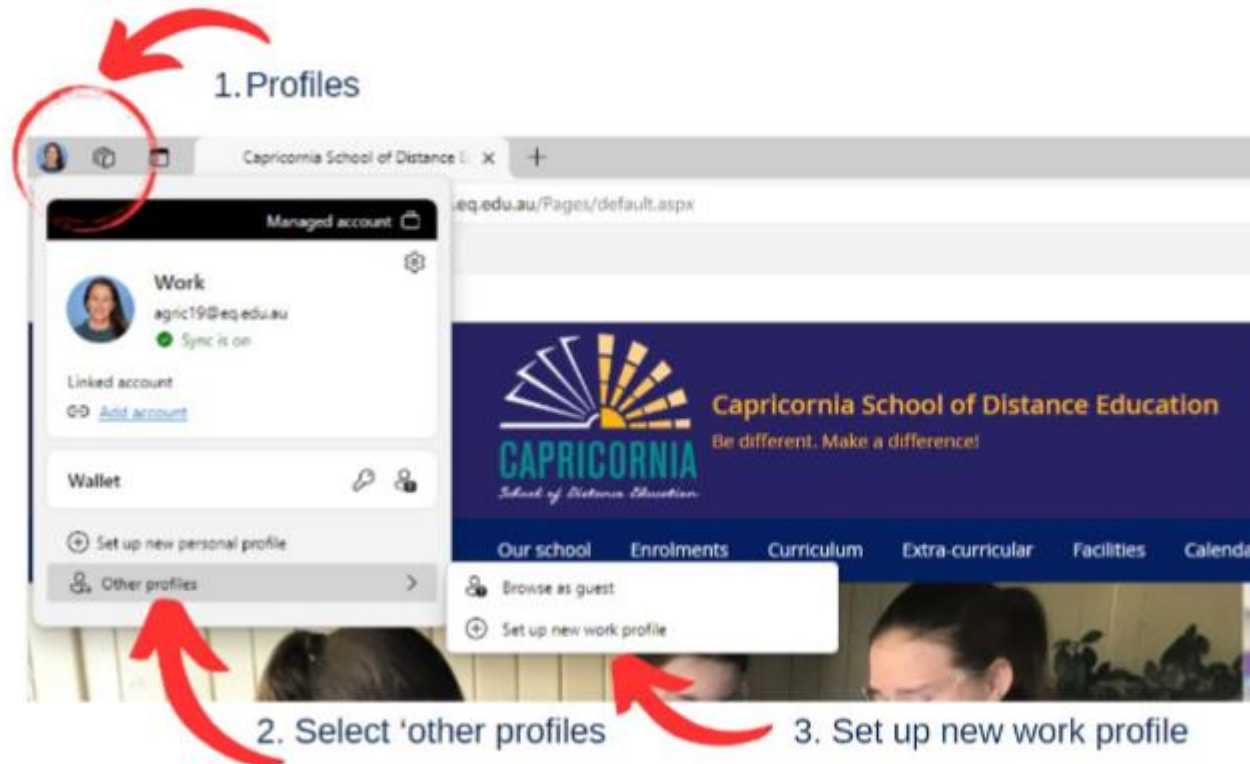 1. Profiles
Capricornia School of Distance E
.eq.edu.au/Pages/default.aspx
Managed account
Work
agric19@eq.edu.au
Sync is on
Linked account
Add account
Wallet
Set up new personal profile
Other profiles
Browse as guest
Set up new work profile
CAPRICORNIA
School of Distance Education
Capricornia School of Distance Education
Be different. Make a difference!
Our school Enrolments Curriculum Extra-curricular Facilities Calenda
2. Select ‘other profiles
3. Set up new work profile